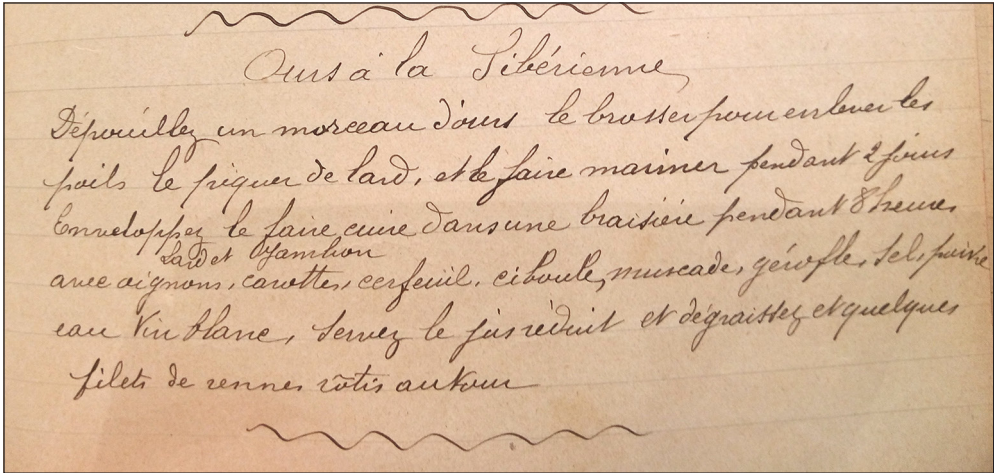 Ours à la Sibérienne
Dépouillez un morceau d'ours le brosser pour enlever les
poils le piquer de lard, et le faire mariner pendant 2 jours
Enveloppez le faire cuire dans une braisière pendant 8 heures
Lard et Jambon
avec oignons, carottes, cerfeuil, ciboule, muscade, gérofle, sel, poivre
eau vin blanc, servez le jus réduit et dégraissez et quelques
filets de rennes rôtis autour